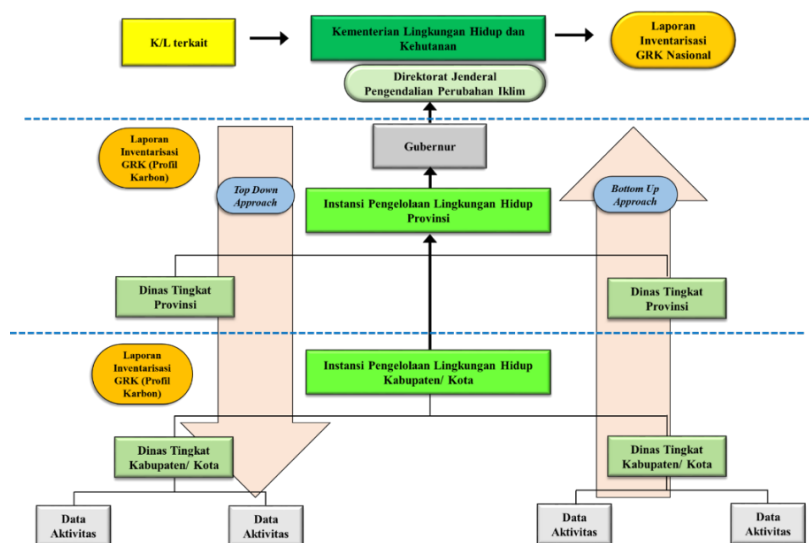 K/L terkait
Kementerian Lingkungan Hidup dan
Kehutanan
Laporan
Inventarisasi
GRK Nasional
Direktorat Jenderal
Pengendalian Perubahan Iklim
Laporan
Inventarisasi
GRK (Profil
Karbon)
Gubernur
Top Down
Approach
Instansi Pengelolaan Lingkungan Hidup
Provinsi
Bottom Up
Approach
Dinas Tingkat
Provinsi
Dinas Tingkat
Provinsi
Laporan
Inventarisasi
GRK (Profil
Karbon)
Instansi Pengelolaan Lingkungan Hidup
Kabupaten/ Kota
Dinas Tingkat
Kabupaten/ Kota
Dinas Tingkat
Kabupaten/ Kota
Data
Aktivitas
Data
Aktivitas
Data
Aktivitas
Data
Aktivitas